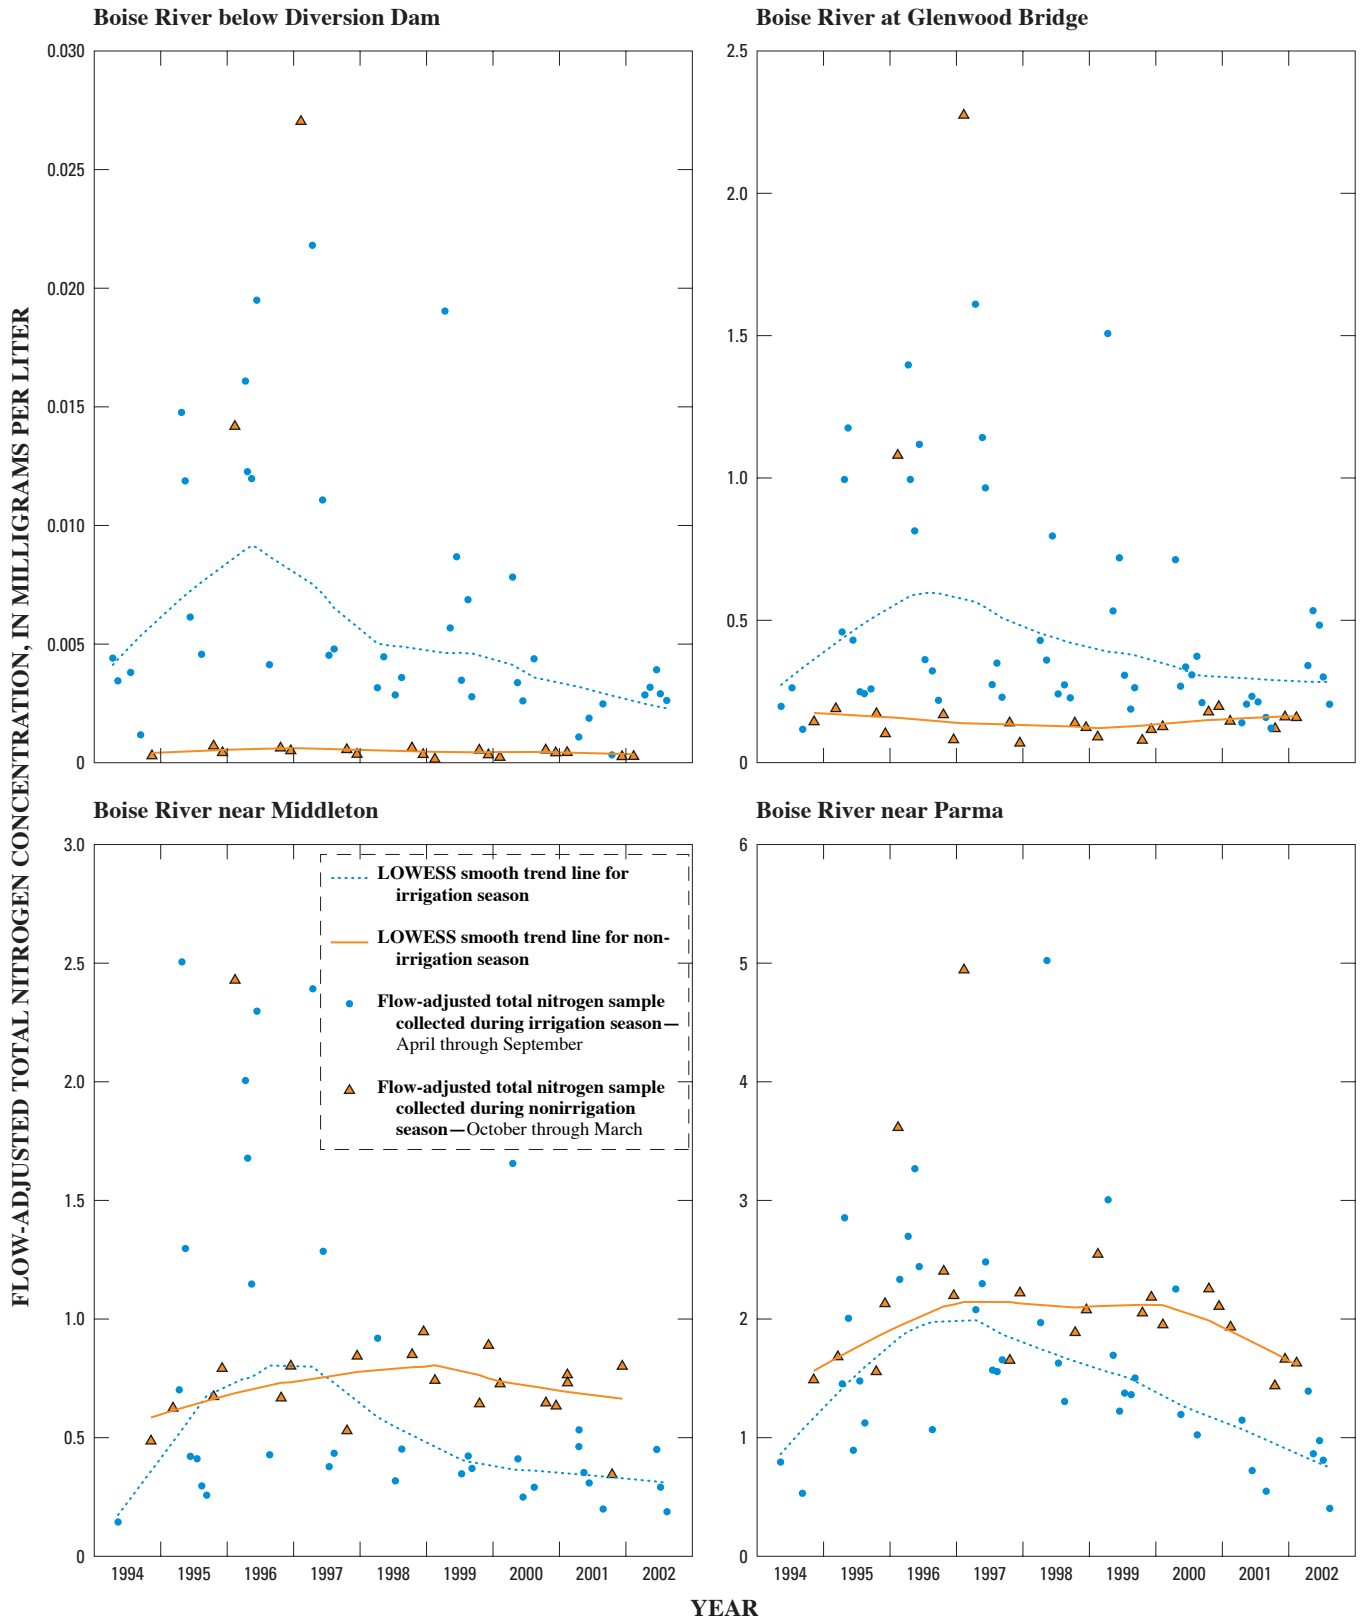 Boise River below Diversion Dam
Boise River at Glenwood Bridge
FLOW-ADJUSTED TOTAL NITROGEN CONCENTRATION, IN MILLIGRAMS PER LITER
0.030
0.025
0.020
0.015
0.010
0.005
0
2.5
2.0
1.5
1.0
0.5
0
Boise River near Middleton
Boise River near Parma
3.0
2.5
2.0
1.5
1.0
0.5
0
LOWESS smooth trend line for
irrigation season
LOWESS smooth trend line for non-
irrigation season
Flow-adjusted total nitrogen sample
collected during irrigation season—
April through September
Flow-adjusted total nitrogen sample
collected during nonirrigation
season—October through March
6
5
4
3
2
1
0
1994 1995 1996 1997 1998 1999 2000 2001 2002
1994 1995 1996 1997 1998 1999 2000 2001 2002
YEAR